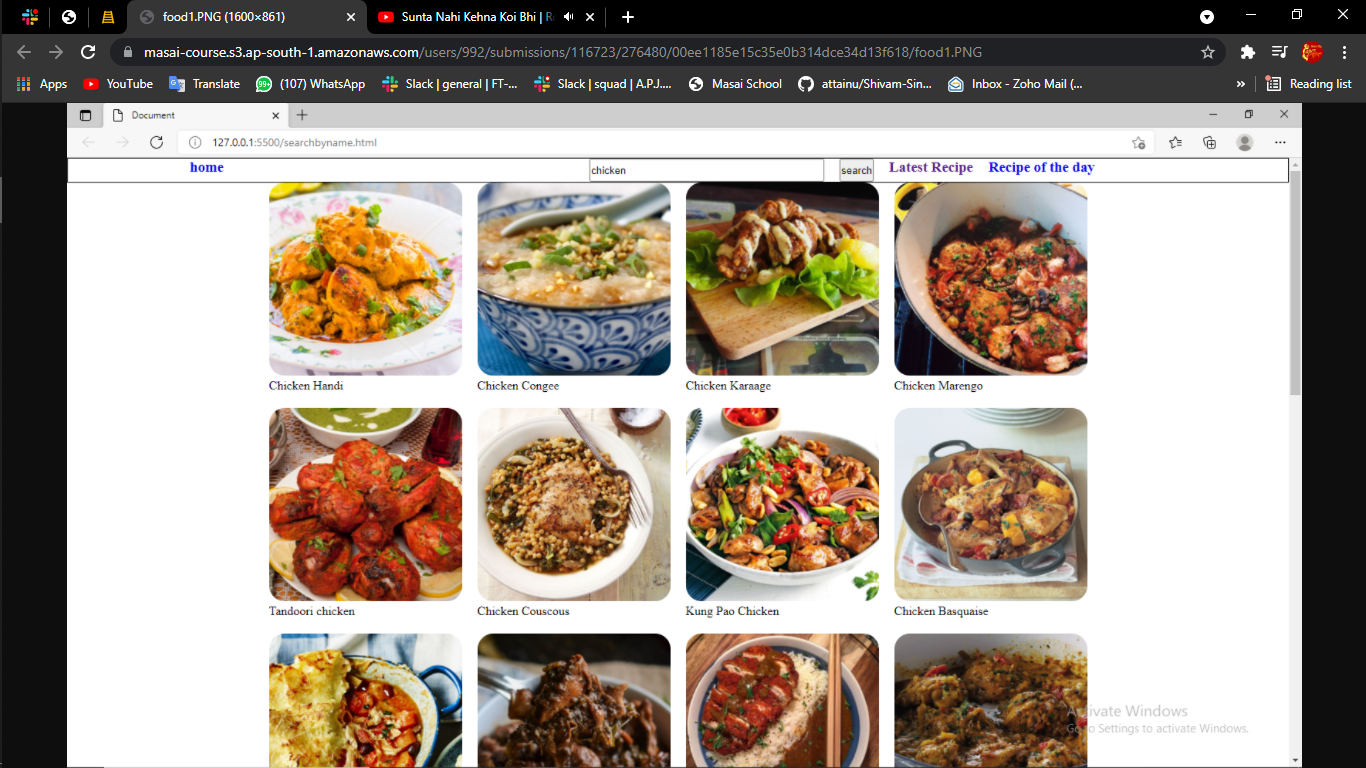 food1.PNG (1600×861)
Sunta Nahi Kehna Koi Bhi | R
masai-course.s3.ap-south-1.amazonaws.com/users/992/submissions/116723/276480/00ee1185e15c35e0b314dce34d13f618/food1.PNG
Apps YouTube Translate (107) WhatsApp Slack | general | FT-... Slack | squad | A.P.J.... Masai School attainu/Shivam-Sin... Inbox - Zoho Mail (... » Reading list
Document
127.0.0.1:5500/searchbyname.html
home chicken search Latest Recipe Recipe of the day
Chicken Handi Chicken Congee Chicken Karaage Chicken Marengo
Tandoori chicken Chicken Couscous Kung Pao Chicken Chicken Basquaise
Activate Windows
Go to Settings to activate Windows.